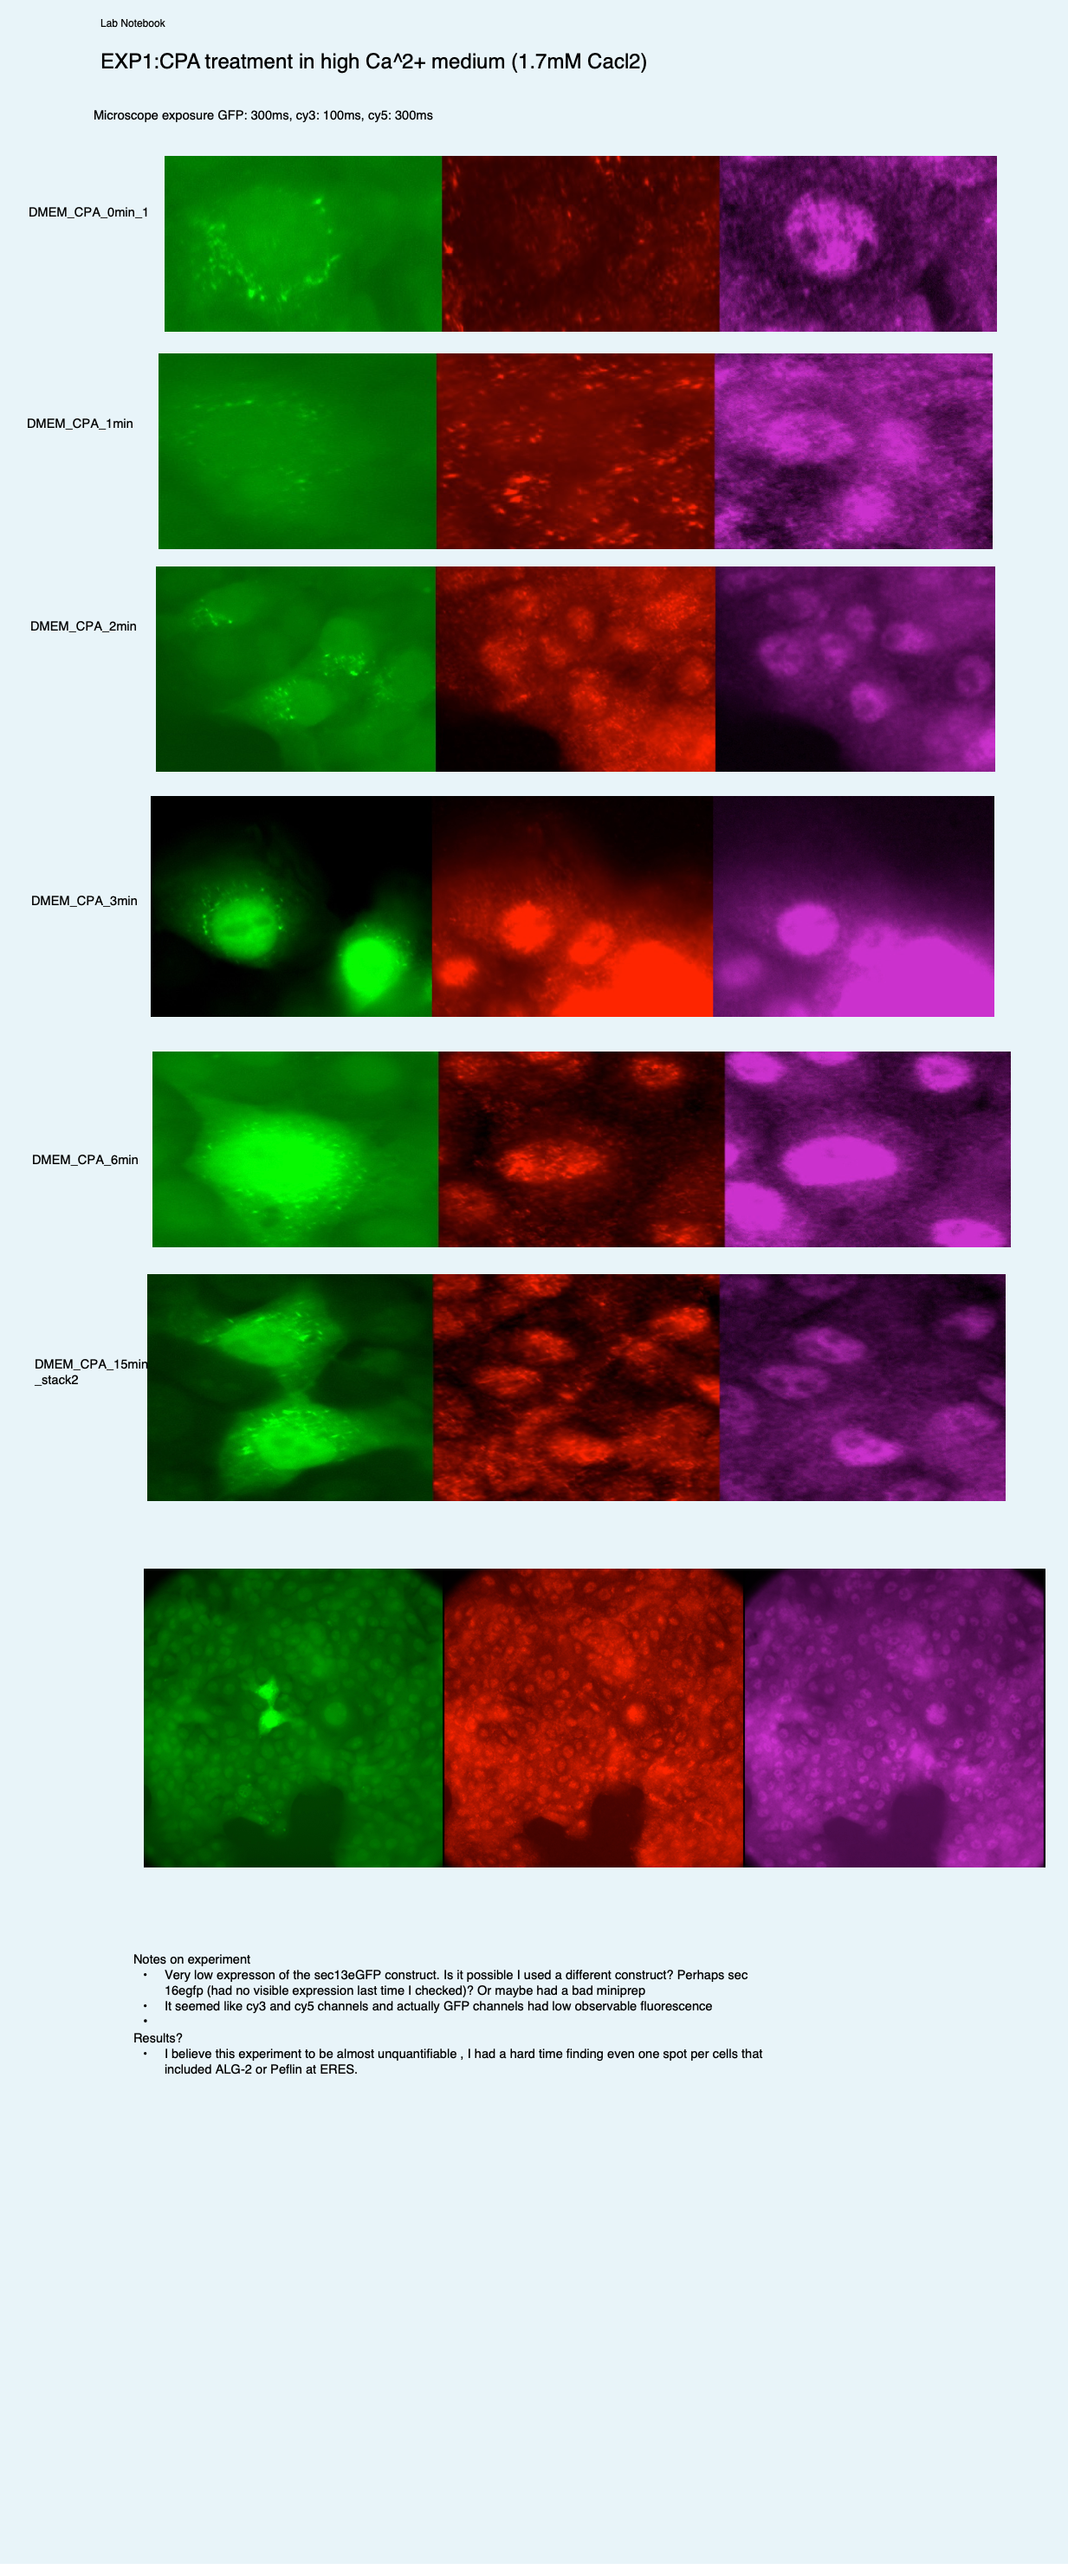 Lab Notebook
EXP1:CPA treatment in high Ca^2+ medium (1.7mM Cacl2)
Microscope exposure GFP: 300ms, cy3: 100ms, cy5: 300ms
DMEM_CPA_0min_1
DMEM_CPA_1min
DMEM_CPA_2min
DMEM_CPA_3min
DMEM_CPA_6min
DMEM_CPA_15min
_stack2
Notes on experiment
• Very low expresson of the sec13eGFP construct. Is it possible I used a different construct? Perhaps sec
16egfp (had no visible expression last time I checked)? Or maybe had a bad miniprep
• It seemed like cy3 and cy5 channels and actually GFP channels had low observable fluorescence
•
Results?
• I believe this experiment to be almost unquantifiable , I had a hard time finding even one spot per cells that
included ALG-2 or Peflin at ERES.